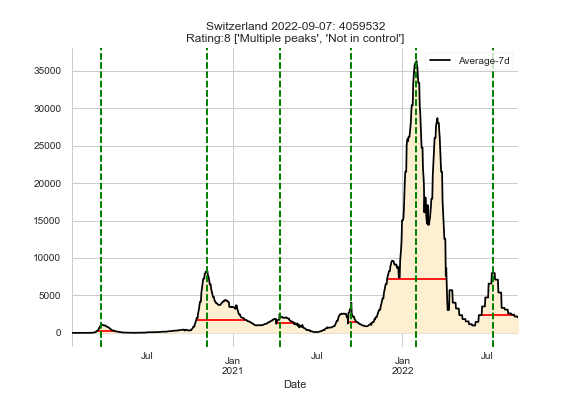 Switzerland 2022-09-07: 4059532
Rating:8 ['Multiple peaks', 'Not in control']
Average-7d
35000
30000
25000
20000
15000
10000
5000
0
Jul
Jan
2021
Jul
Jan
2022
Jul
Date